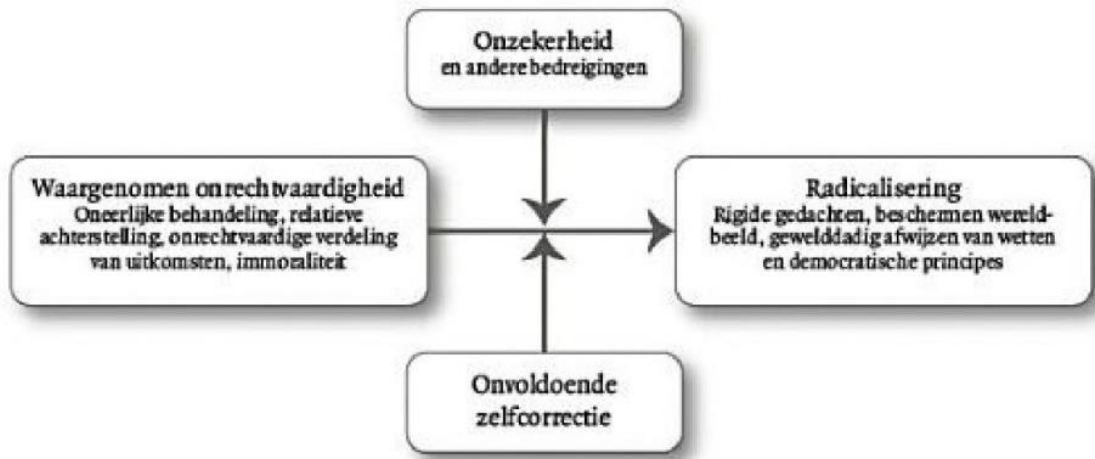 Onzekerheid
en andere bedreigingen
Waargenomen onrechtvaardigheid
Oneerlijke behandeling, relatieve
achterstelling, onrechtvaardige verdeling
van uitkomsten, immoraliteit
Radicalisering
Rigide gedachten, beschermen wereld-
beeld, gewelddadig afwijzen van wetten
en democratische principes
Onvoldoende
zelfcorrectie